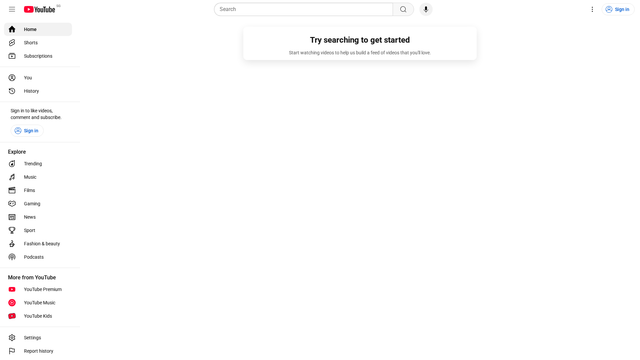 YouTube
Search
Sign in
Home
Shorts
Subscriptions
You
History
Sign in to like videos,
comment and subscribe.
Sign in
Explore
Trending
Music
Films
Gaming
News
Sport
Fashion & beauty
Podcasts
More from YouTube
YouTube Premium
YouTube Music
YouTube Kids
Settings
Report history
Try searching to get started
Start watching videos to help us build a feed of videos that you'll love.